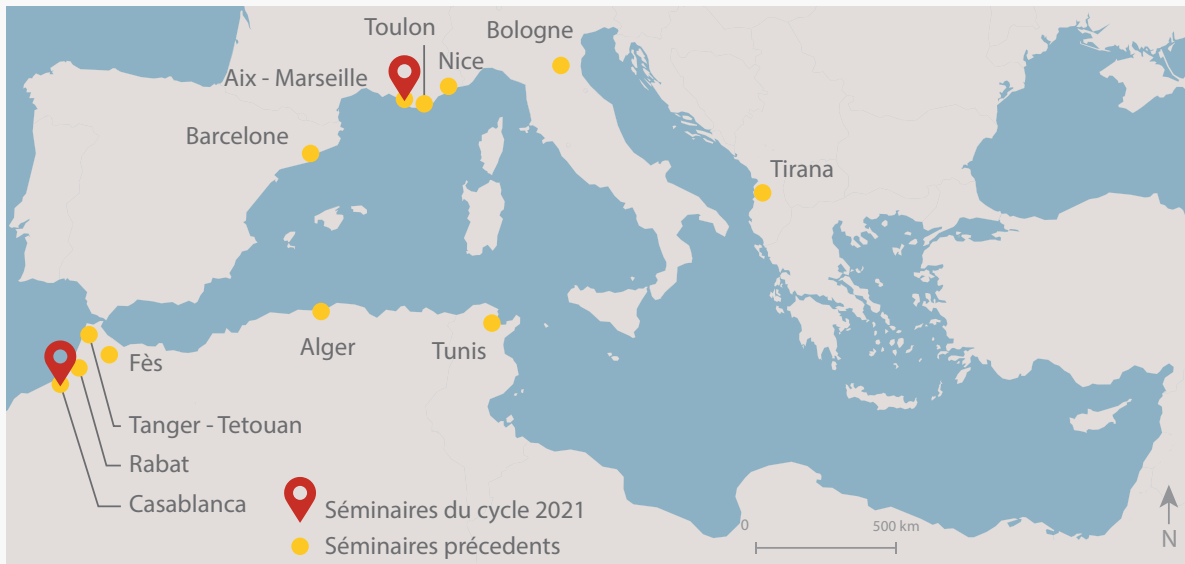 Toulon
Bologne
Nice
Aix - Marseille
Barcelone
Tirana
Alger
Tunis
Fès
Tanger - Tetouan
Rabat
Casablanca
Séminaires du cycle 2021
Séminaires précedents
0
500 km
N